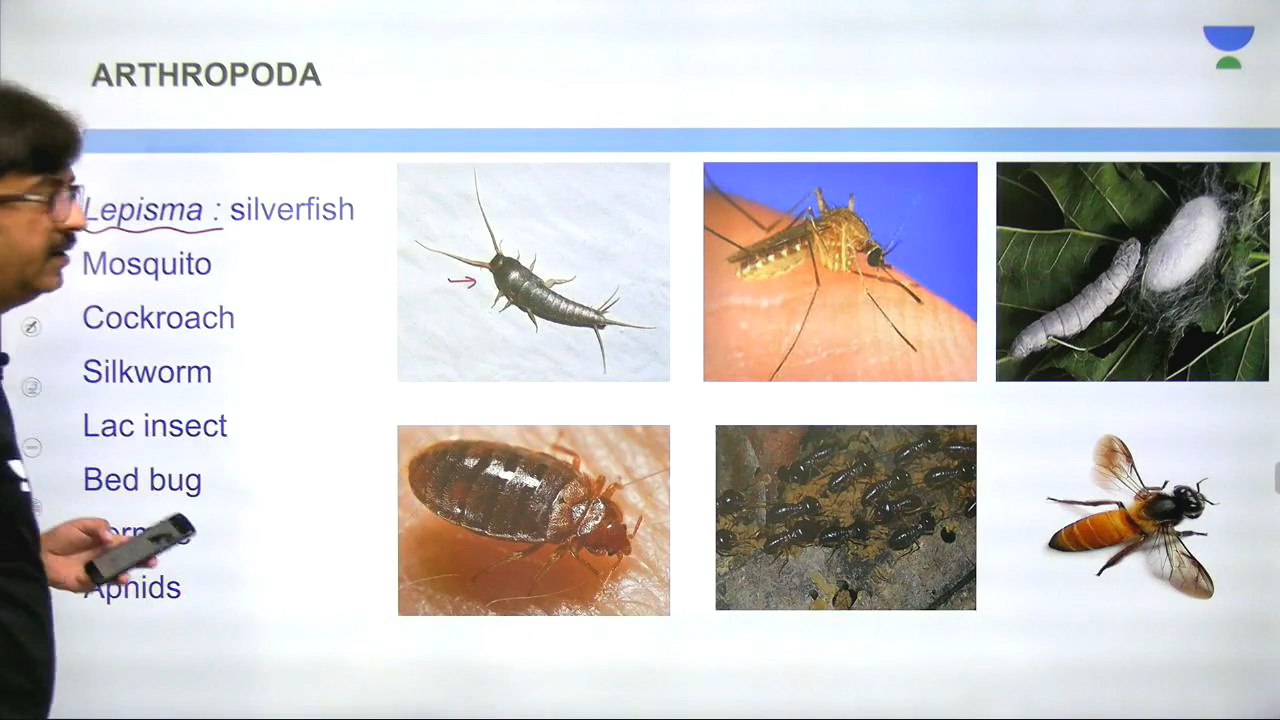 ARTHROPODA
Lepisma : silverfish
Mosquito
Cockroach
Silkworm
Lac insect
Bed bug
Aphids